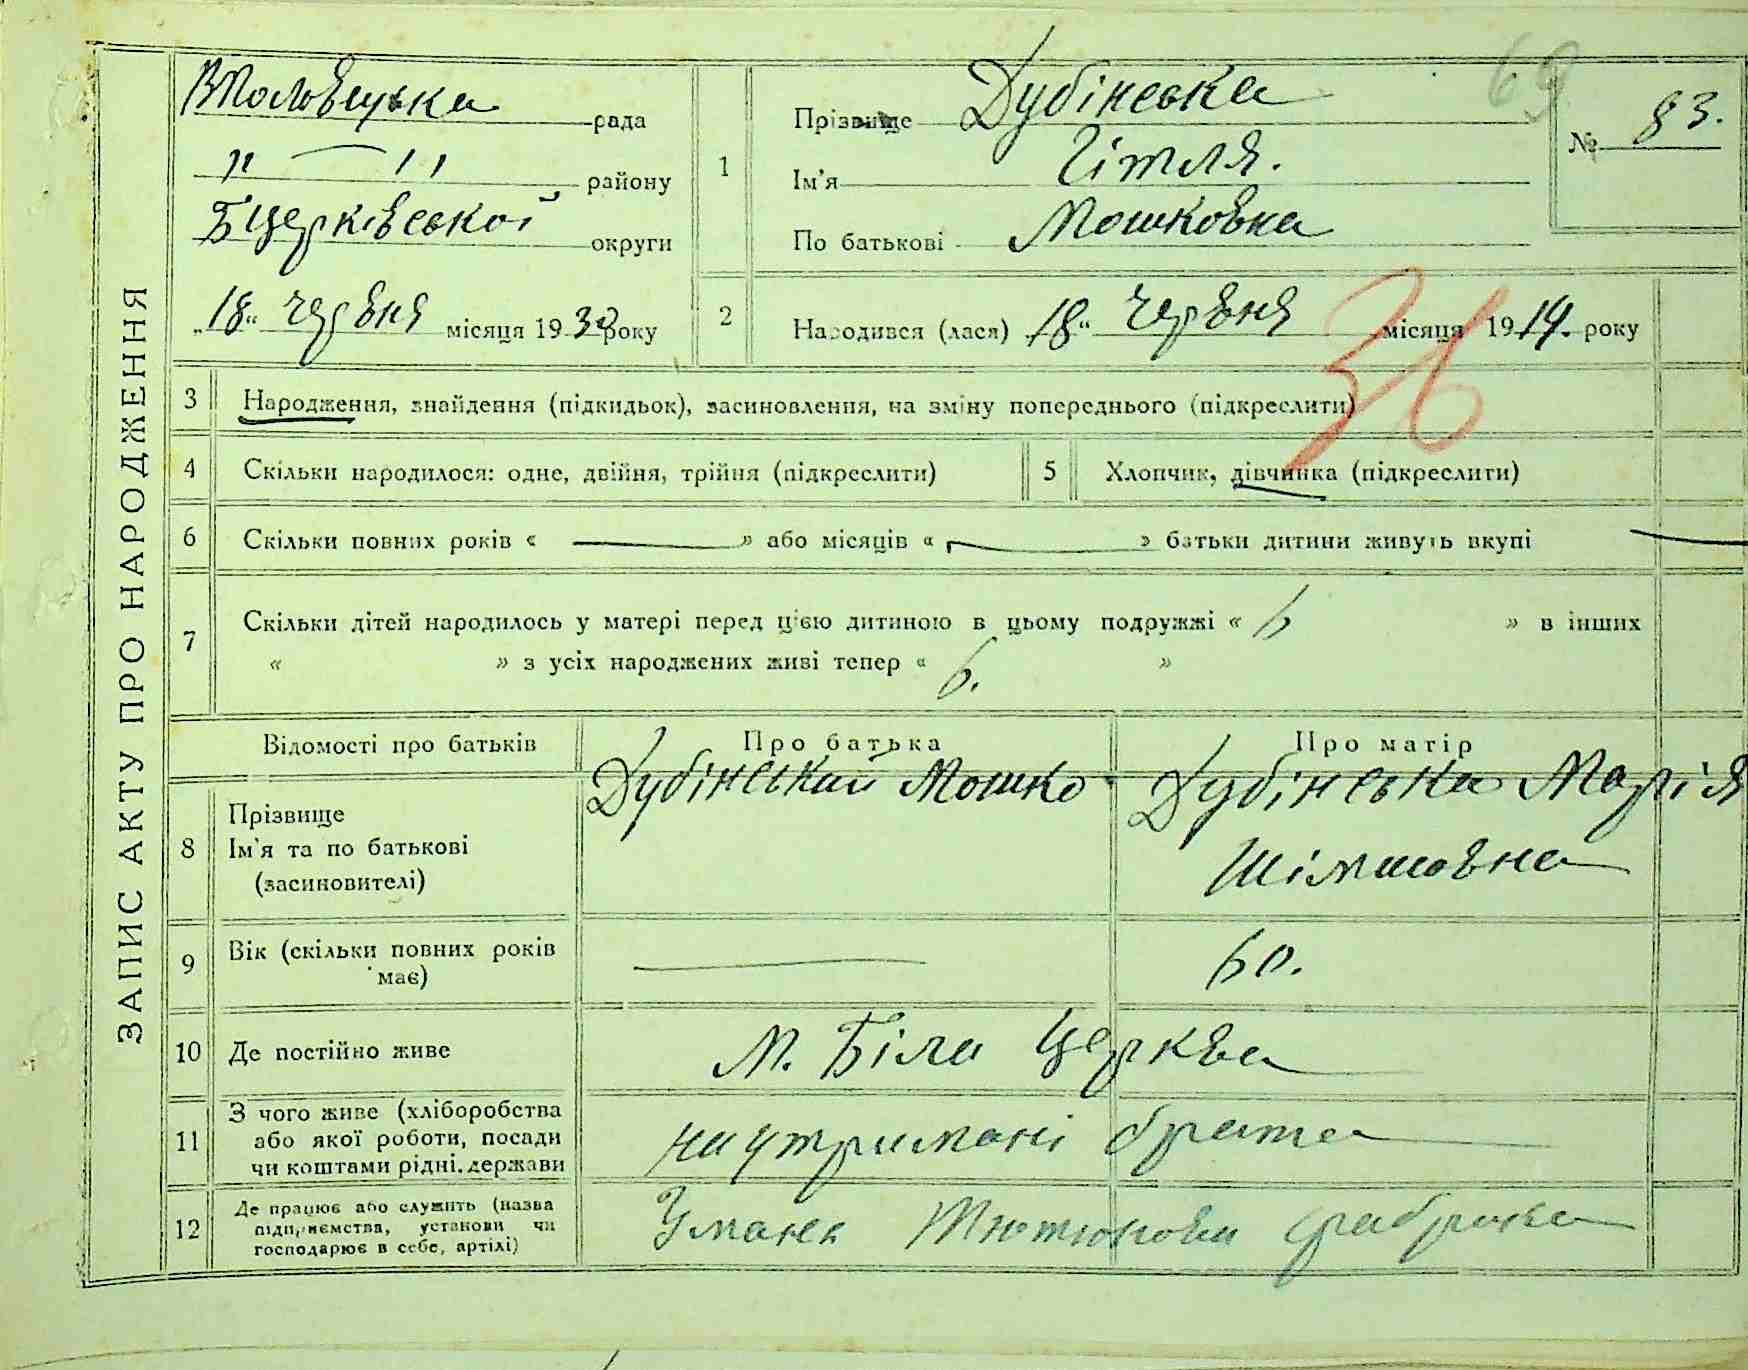 ЗАПИС АКТУ ПРО НАРОДЖЕННЯ
69
рада
" — " району
БЦерківської округи
„18“ червня місяця 1930 року
1
Прізвище Дубінська
Ім'я Гітля.
По батькові Мошковна
№ 83.
2
Народився (лася) „18“ червня місяця 1914. року
36
3 Народження, знайдення (підкидьок), засиновлення, на зміну попереднього (підкреслити)
4 Скільки народилося: одне, двійня, трійня (підкреслити)
5 Хлопчик, дівчинка (підкреслити)
6 Скільки повних років « — » або місяців « — » батьки дитини живуть вкупі —
7 Скільки дітей народилось у матері перед цією дитиною в цьому подружжі « 6 » в інших
« » з усіх народжених живі тепер « 6. »
Відомості про батьків
Про батька
Про матір
8 Прізвище
Ім'я та по батькові
(засиновителі)
Дубінський Мошко
Дубінська Марія
Шімшовна
9 Вік (скільки повних років
має)
—
60.
10 Де постійно живе
м. Біла Церква
11 З чого живе (хліборобства
або якої роботи, посади
чи коштами рідні, держави
на утримані брата
12 Де працює або служить (назва
підприємства, установи чи
господарює в себе, артілі)
Умань Тютюнова фабрика